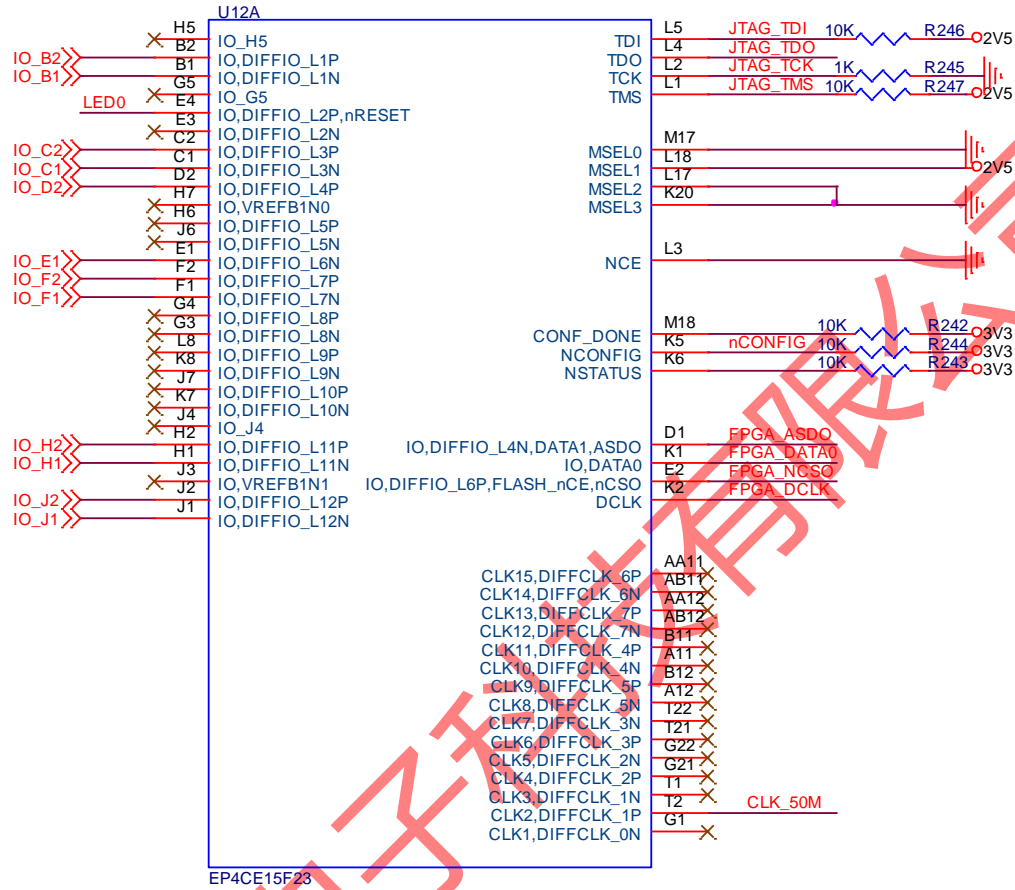 U12A
H5 IO_H5
IO_B2 B2 IO,DIFFIO_L1P
IO_B1 B1 IO,DIFFIO_L1N
G5 IO_G5
LED0 E4 IO,DIFFIO_L2P,nRESET
E3 IO,DIFFIO_L2N
IO_C2 C2 IO,DIFFIO_L3P
IO_C1 C1 IO,DIFFIO_L3N
IO_D2 D2 IO,DIFFIO_L4P
H7 IO,VREFB1N0
H6 IO,DIFFIO_L5P
J6 IO,DIFFIO_L5N
IO_E1 E1 IO,DIFFIO_L6N
IO_F2 F2 IO,DIFFIO_L7P
IO_F1 F1 IO,DIFFIO_L7N
G4 IO,DIFFIO_L8P
G3 IO,DIFFIO_L8N
L8 IO,DIFFIO_L9P
K8 IO,DIFFIO_L9N
J7 IO,DIFFIO_L10P
K7 IO,DIFFIO_L10N
J4 IO_J4
IO_H2 H2 IO,DIFFIO_L11P
IO_H1 H1 IO,DIFFIO_L11N
J3 IO,VREFB1N1
IO_J2 J2 IO,DIFFIO_L12P
IO_J1 J1 IO,DIFFIO_L12N
TDI L5 JTAG_TDI 10K R246 2V5
TDO L4 JTAG_TDO
TCK L2 JTAG_TCK 1K R245
TMS L1 JTAG_TMS 10K R247 2V5
MSEL0 M17
MSEL1 L18 2V5
MSEL2 L17
MSEL3 K20
NCE L3
CONF_DONE M18 10K R242 3V3
NCONFIG K5 nCONFIG 10K R244 3V3
NSTATUS K6 10K R243 3V3
IO,DIFFIO_L4N,DATA1,ASDO D1 FPGA_ASDO
IO,DATA0 K1 FPGA_DATA0
IO,DIFFIO_L6P,FLASH_nCE,nCSO E2 FPGA_NCSO
DCLK K2 FPGA_DCLK
CLK15,DIFFCLK_6P AA11
CLK14,DIFFCLK_6N AB11
CLK13,DIFFCLK_7P AA12
CLK12,DIFFCLK_7N AB12
CLK11,DIFFCLK_4P B11
CLK10,DIFFCLK_4N A11
CLK9,DIFFCLK_5P B12
CLK8,DIFFCLK_5N A12
CLK7,DIFFCLK_3N T22
CLK6,DIFFCLK_3P T21
CLK5,DIFFCLK_2N G22
CLK4,DIFFCLK_2P G21
CLK3,DIFFCLK_1N T1
CLK2,DIFFCLK_1P T2 CLK_50M
CLK1,DIFFCLK_0N G1
EP4CE15F23
子科技有限公